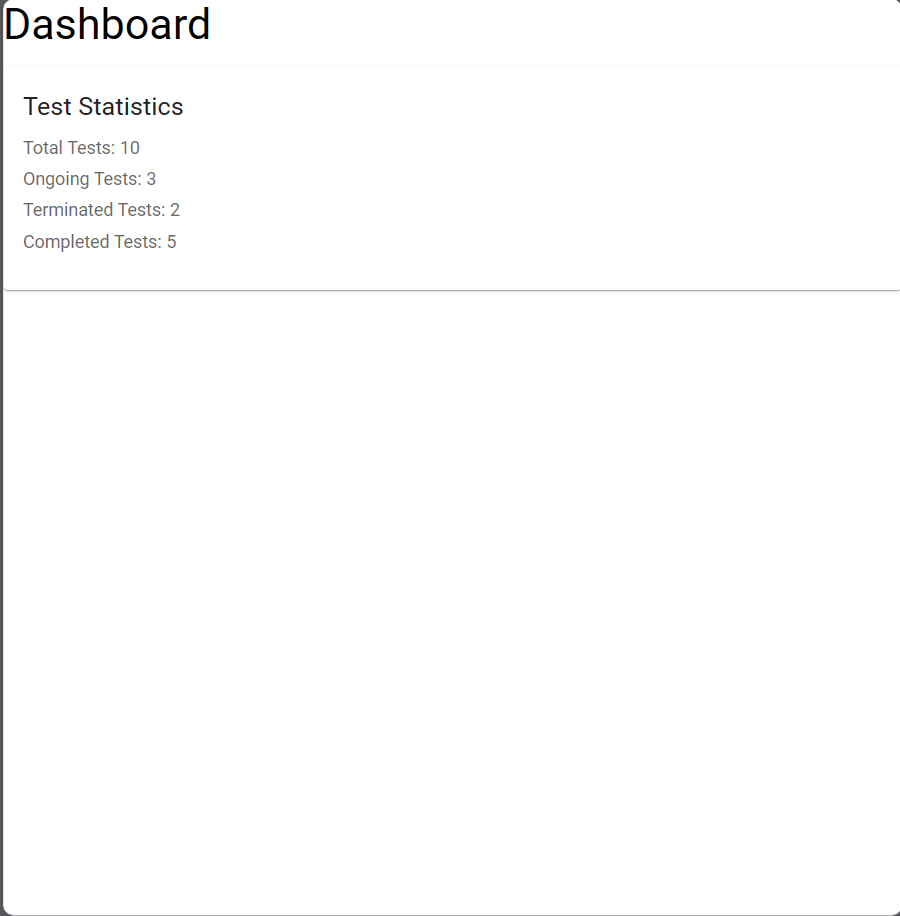 Dashboard
Test Statistics
Total Tests: 10
Ongoing Tests: 3
Terminated Tests: 2
Completed Tests: 5